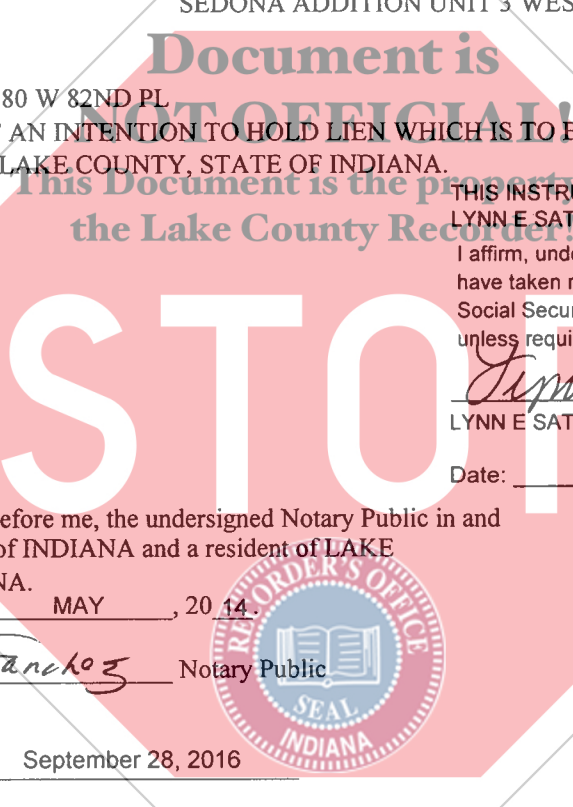 SEDONA ADDITION UNIT 3 WES
Document is
80 W 82ND PL
NOT OFFICIAL!
AN INTENTION TO HOLD LIEN WHICH IS TO B
LAKE COUNTY, STATE OF INDIANA.
This Document is the property
THIS INSTRU
the Lake County Recorder!
LYNN E SAT
I affirm, unde
have taken r
Social Secur
unless requi
STOP
LYNN E SAT
Date:
efore me, the undersigned Notary Public in and
of INDIANA and a resident of LAKE
NA.
MAY , 20 14.
anchez Notary Public
RECORDER'S OFFICE
SEAL
INDIANA
September 28, 2016